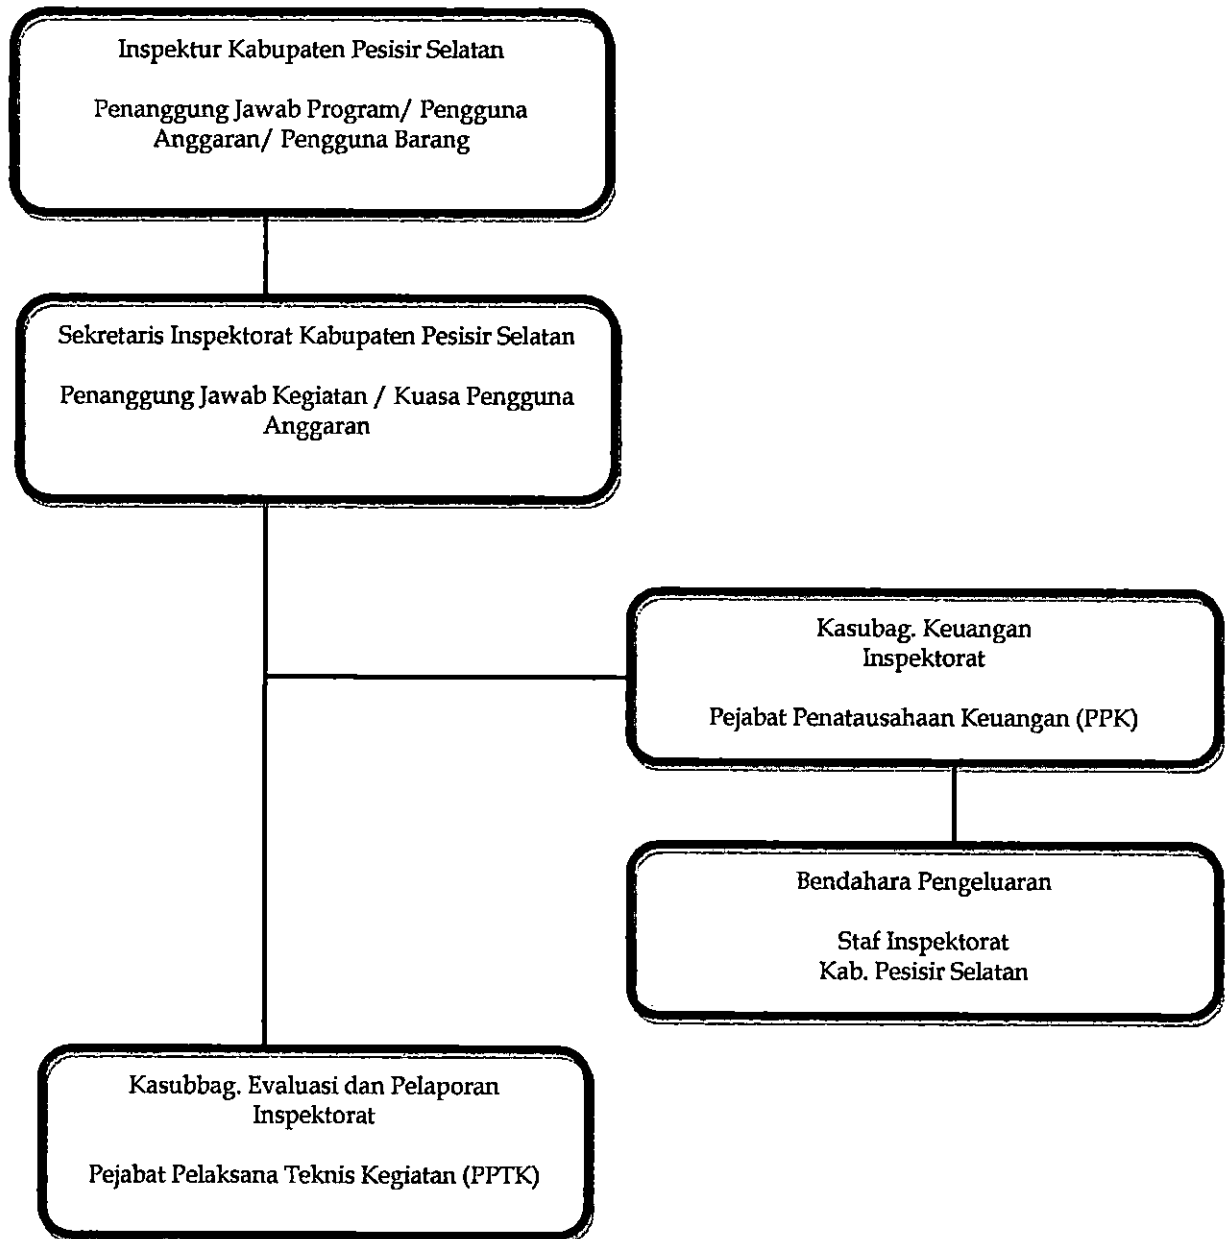 Inspektur Kabupaten Pesisir Selatan
Penanggung Jawab Program/ Pengguna
Anggaran/ Pengguna Barang
Sekretaris Inspektorat Kabupaten Pesisir Selatan
Penanggung Jawab Kegiatan / Kuasa Pengguna
Anggaran
Kasubag. Keuangan
Inspektorat
Pejabat Penatausahaan Keuangan (PPK)
Bendahara Pengeluaran
Staf Inspektorat
Kab. Pesisir Selatan
Kasubbag. Evaluasi dan Pelaporan
Inspektorat
Pejabat Pelaksana Teknis Kegiatan (PPTK)